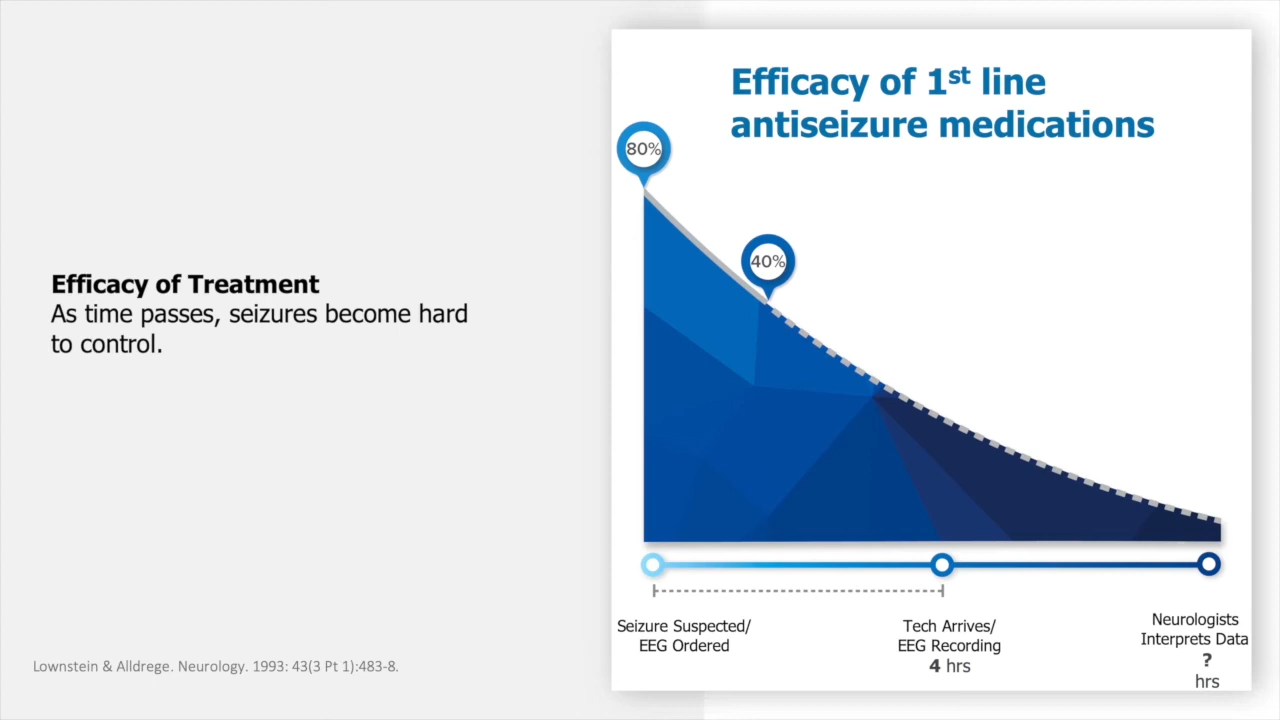 Efficacy of 1st line
antiseizure medications
80%
40%
Efficacy of Treatment
As time passes, seizures become hard
to control.
Seizure Suspected/
EEG Ordered
Tech Arrives/
EEG Recording
4 hrs
Neurologists
Interprets Data
?
hrs
Lownstein & Alldrege. Neurology. 1993: 43(3 Pt 1):483-8.